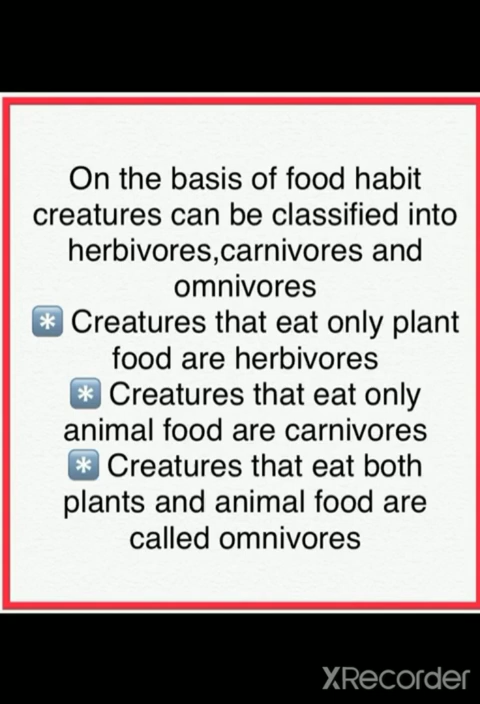 On the basis of food habit
creatures can be classified into
herbivores,carnivores and
omnivores
*️⃣ Creatures that eat only plant
food are herbivores
*️⃣ Creatures that eat only
animal food are carnivores
*️⃣ Creatures that eat both
plants and animal food are
called omnivores
XRecorder